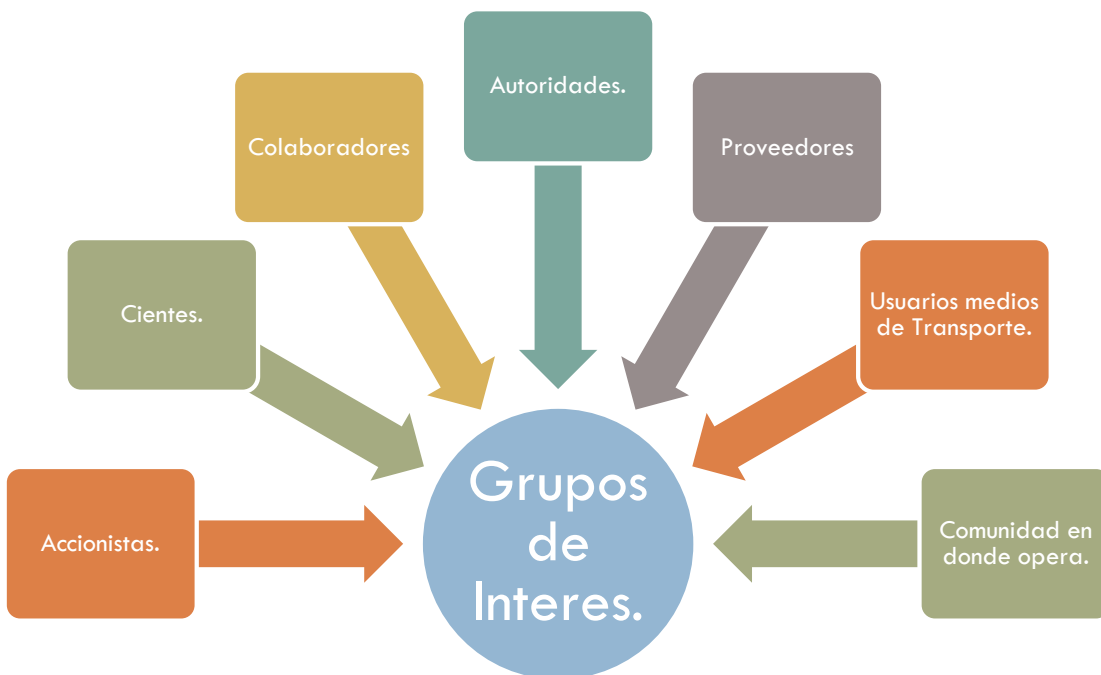 Autoridades.
Colaboradores
Proveedores
Cientes.
Usuarios medios
de Transporte.
Accionistas.
Grupos
de
Interes.
Comunidad en
donde opera.